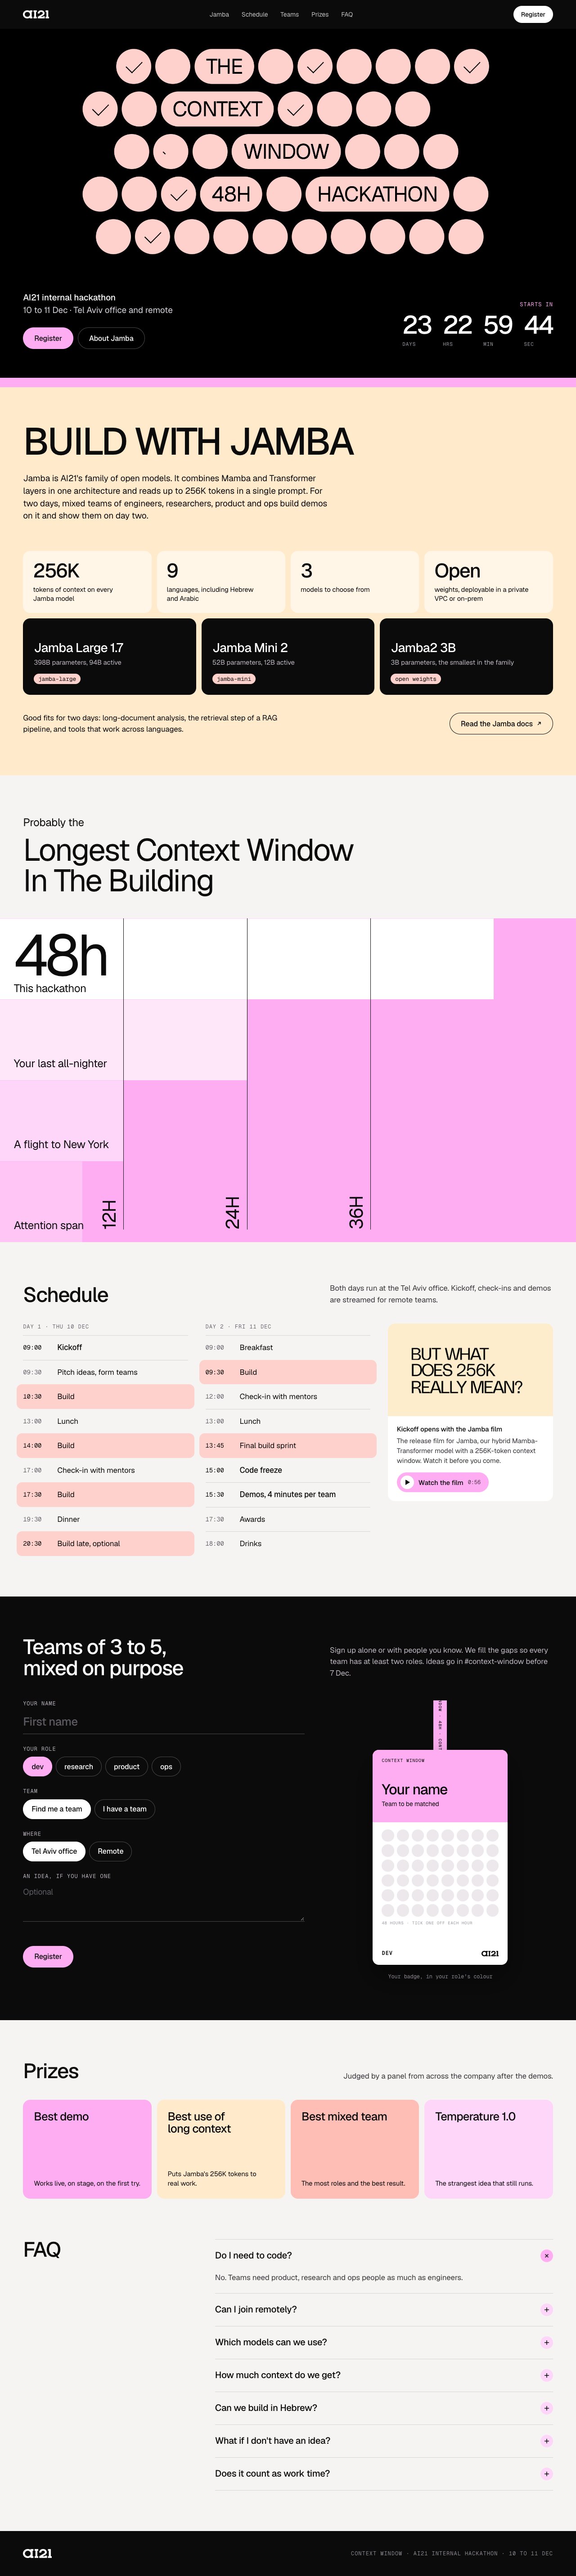 AI21
Jamba
Schedule
Teams
Prizes
FAQ
Register
THE
CONTEXT
WINDOW
48H HACKATHON
AI21 internal hackathon
10 to 11 Dec · Tel Aviv office and remote
Register
About Jamba
STARTS IN
23 22 59 44
DAYS HRS MIN SEC
BUILD WITH JAMBA
Jamba is AI21's family of open models. It combines Mamba and Transformer
layers in one architecture and reads up to 256K tokens in a single prompt. For
two days, mixed teams of engineers, researchers, product and ops build demos
on it and show them on day two.
256K
tokens of context on every
Jamba model
9
languages, including Hebrew
and Arabic
3
models to choose from
Open
weights, deployable in a private
VPC or on-prem
Jamba Large 1.7
398B parameters, 94B active
jamba-large
Jamba Mini 2
52B parameters, 12B active
jamba-mini
Jamba2 3B
3B parameters, the smallest in the family
open weights
Good fits for two days: long-document analysis, the retrieval step of a RAG
pipeline, and tools that work across languages.
Read the Jamba docs ↗
Probably the
Longest Context Window
In The Building
48h
This hackathon
Your last all-nighter
A flight to New York
Attention span
12H
24H
36H
Schedule
Both days run at the Tel Aviv office. Kickoff, check-ins and demos
are streamed for remote teams.
DAY 1 · THU 10 DEC
09:00 Kickoff
09:30 Pitch ideas, form teams
10:30 Build
13:00 Lunch
14:00 Build
17:00 Check-in with mentors
17:30 Build
19:30 Dinner
20:30 Build late, optional
DAY 2 · FRI 11 DEC
09:00 Breakfast
09:30 Build
12:00 Check-in with mentors
13:00 Lunch
13:45 Final build sprint
15:00 Code freeze
15:30 Demos, 4 minutes per team
17:30 Awards
18:00 Drinks
BUT WHAT
DOES 256K
REALLY MEAN?
Kickoff opens with the Jamba film
The release film for Jamba, our hybrid Mamba-
Transformer model with a 256K-token context
window. Watch it before you come.
Watch the film 0:56
Teams of 3 to 5,
mixed on purpose
Sign up alone or with people you know. We fill the gaps so every
team has at least two roles. Ideas go in #context-window before
7 Dec.
YOUR NAME
First name
YOUR ROLE
dev
research
product
ops
TEAM
Find me a team
I have a team
WHERE
Tel Aviv office
Remote
AN IDEA, IF YOU HAVE ONE
Optional
Register
CONTEXT WINDOW
Your name
Team to be matched
48 HOURS · TICK ONE OFF EACH HOUR
DEV
AI21
Your badge, in your role's colour
Prizes
Judged by a panel from across the company after the demos.
Best demo
Works live, on stage, on the first try.
Best use of
long context
Puts Jamba's 256K tokens to
real work.
Best mixed team
The most roles and the best result.
Temperature 1.0
The strangest idea that still runs.
FAQ
Do I need to code?
No. Teams need product, research and ops people as much as engineers.
Can I join remotely?
Which models can we use?
How much context do we get?
Can we build in Hebrew?
What if I don't have an idea?
Does it count as work time?
AI21
CONTEXT WINDOW · AI21 INTERNAL HACKATHON · 10 TO 11 DEC